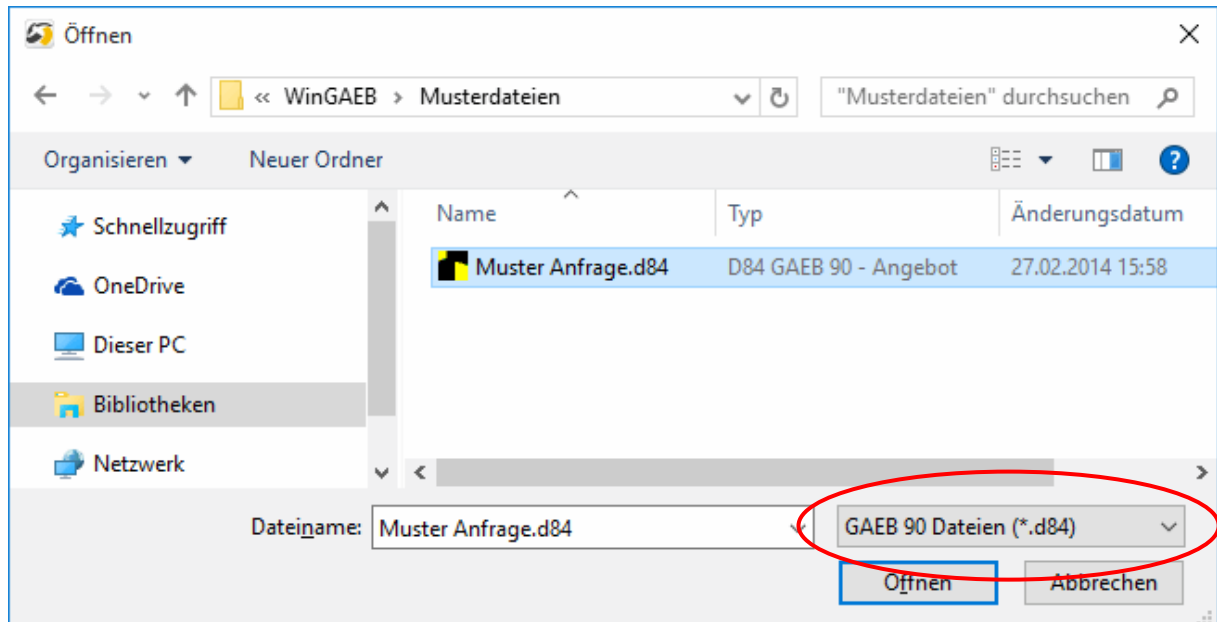 Öffnen
« WinGAEB > Musterdateien
"Musterdateien" durchsuchen
Organisieren
Neuer Ordner
?
Schnellzugriff
OneDrive
Dieser PC
Bibliotheken
Netzwerk
Name Typ Änderungsdatum
Muster Anfrage.d84 D84 GAEB 90 - Angebot 27.02.2014 15:58
Dateiname: Muster Anfrage.d84
GAEB 90 Dateien (*.d84)
Öffnen Abbrechen